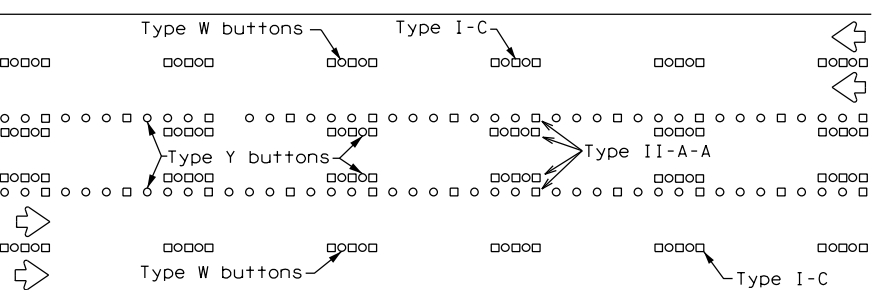 Type W buttons
Type I-C
Type Y buttons
Type II-A-A
Type W buttons
Type I-C